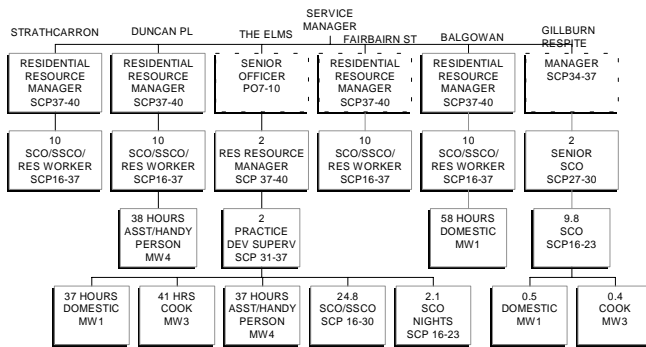 SERVICE
MANAGER
STRATHCARRON
DUNCAN PL
THE ELMS
FAIRBAIRN ST
BALGOWAN
GILLBURN
RESPITE
RESIDENTIAL
RESOURCE
MANAGER
SCP37-40
RESIDENTIAL
RESOURCE
MANAGER
SCP37-40
SENIOR
OFFICER
PO7-10
RESIDENTIAL
RESOURCE
MANAGER
SCP37-40
RESIDENTIAL
RESOURCE
MANAGER
SCP37-40
MANAGER
SCP34-37
10
SCO/SSCO/
RES WORKER
SCP16-37
10
SCO/SSCO/
RES WORKER
SCP16-37
2
RES RESOURCE
MANAGER
SCP 37-40
10
SCO/SSCO/
RES WORKER
SCP16-37
10
SCO/SSCO/
RES WORKER
SCP16-37
2
SENIOR
SCO
SCP27-30
38 HOURS
ASST/HANDY
PERSON
MW4
2
PRACTICE
DEV SUPERV
SCP 31-37
58 HOURS
DOMESTIC
MW1
9.8
SCO
SCP16-23
37 HOURS
DOMESTIC
MW1
41 HRS
COOK
MW3
37 HOURS
ASST/HANDY
PERSON
MW4
24.8
SCO/SSCO
SCP 16-30
2.1
SCO
NIGHTS
SCP 16-23
0.5
DOMESTIC
MW1
0.4
COOK
MW3